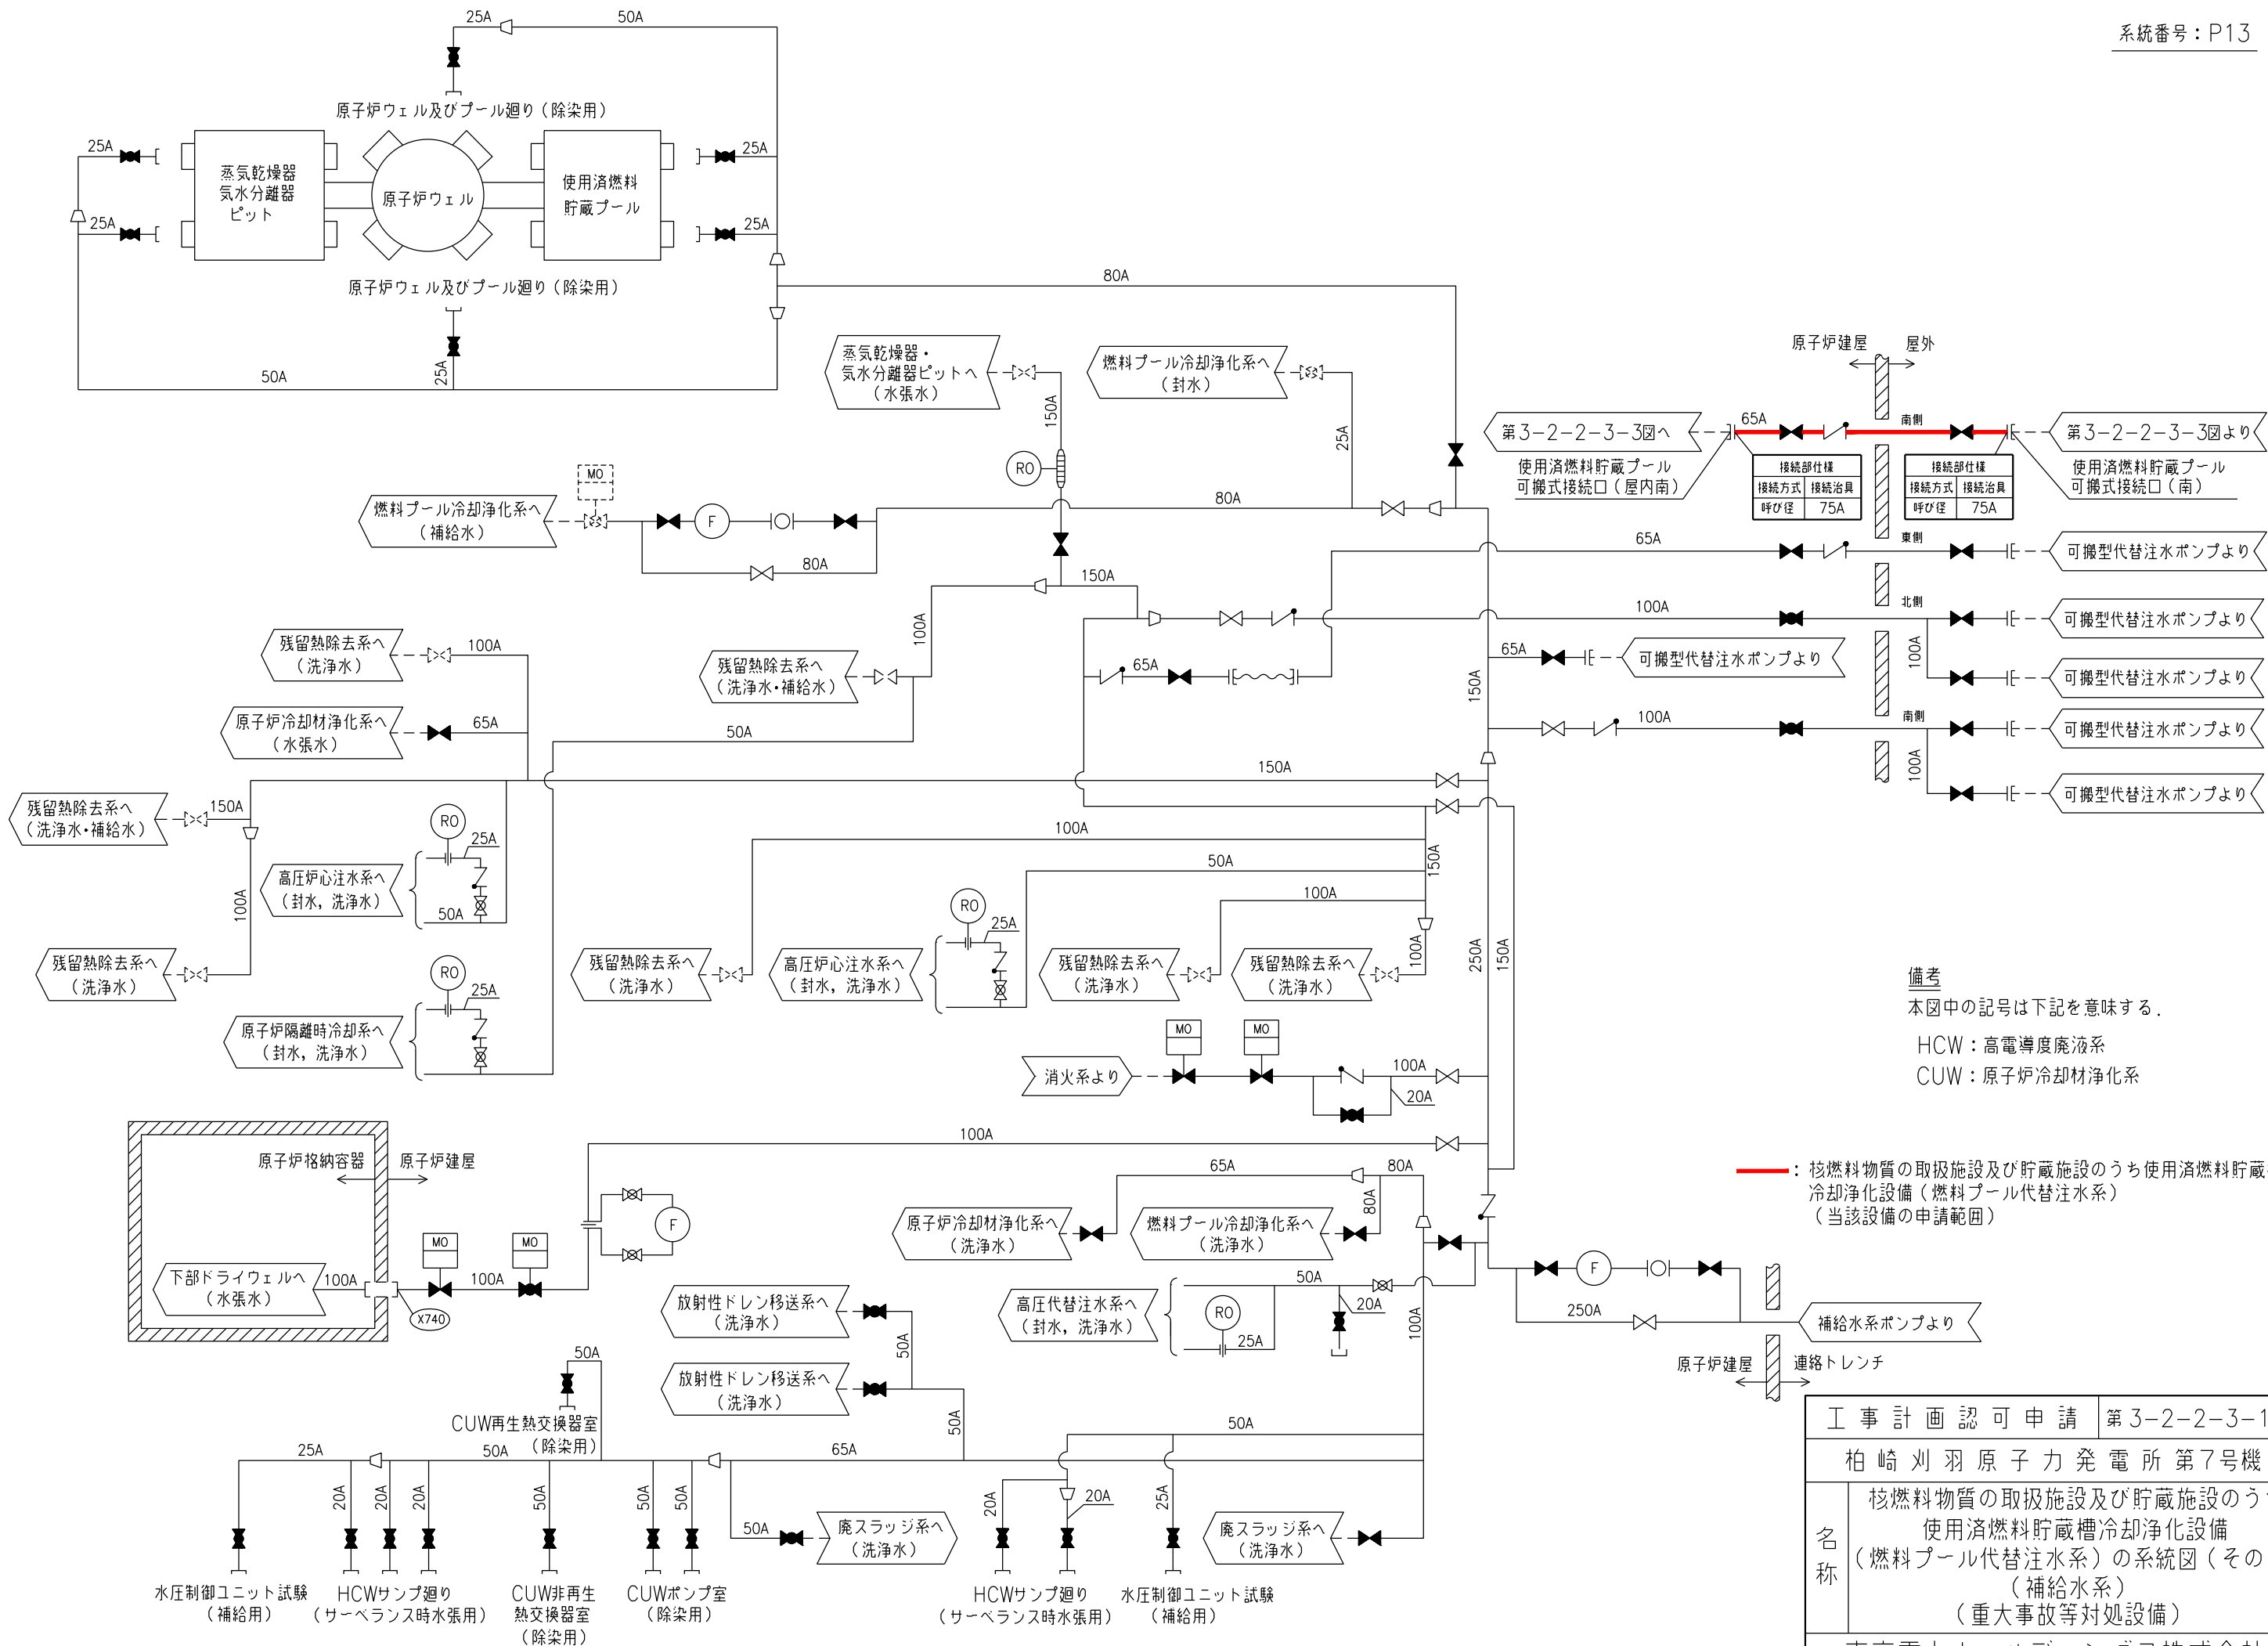 系統番号：P13
25A
50A
原子炉ウェル及びプール廻り（除染用）
25A
25A
蒸気乾燥器
気水分離器
ピット
原子炉ウェル
使用済燃料
貯蔵プール
25A
25A
原子炉ウェル及びプール廻り（除染用）
50A
25A
80A
蒸気乾燥器・
気水分離器ピットへ
（水張水）
150A
燃料プール冷却浄化系へ
（封水）
25A
RO
原子炉建屋
屋外
第3-2-2-3-3図へ
65A
南側
第3-2-2-3-3図より
使用済燃料貯蔵プール
可搬式接続口（屋内南）
接続部仕様
接続方式 接続治具
呼び径 75A
接続部仕様
接続方式 接続治具
呼び径 75A
使用済燃料貯蔵プール
可搬式接続口（南）
MO
燃料プール冷却浄化系へ
（補給水）
F
80A
80A
65A
東側
可搬型代替注水ポンプより
150A
100A
100A
北側
可搬型代替注水ポンプより
100A
可搬型代替注水ポンプより
残留熱除去系へ
（洗浄水）
100A
残留熱除去系へ
（洗浄水・補給水）
65A
65A
可搬型代替注水ポンプより
150A
原子炉冷却材浄化系へ
（水張水）
65A
50A
100A
南側
可搬型代替注水ポンプより
100A
可搬型代替注水ポンプより
150A
残留熱除去系へ
（洗浄水・補給水）
150A
RO
25A
高圧炉心注水系へ
（封水，洗浄水）
50A
100A
100A
50A
150A
100A
RO
25A
残留熱除去系へ
（洗浄水）
RO
25A
原子炉隔離時冷却系へ
（封水，洗浄水）
残留熱除去系へ
（洗浄水）
高圧炉心注水系へ
（封水，洗浄水）
残留熱除去系へ
（洗浄水）
残留熱除去系へ
（洗浄水）
100A
250A
150A
備考
本図中の記号は下記を意味する．
HCW：高電導度廃液系
CUW：原子炉冷却材浄化系
MO
MO
消火系より
100A
20A
100A
原子炉格納容器
原子炉建屋
65A
80A
80A
：核燃料物質の取扱施設及び貯蔵施設のうち使用済燃料貯蔵
冷却浄化設備（燃料プール代替注水系）
（当該設備の申請範囲）
F
原子炉冷却材浄化系へ
（洗浄水）
燃料プール冷却浄化系へ
（洗浄水）
MO
MO
下部ドライウェルへ
（水張水）
100A
100A
X740
放射性ドレン移送系へ
（洗浄水）
50A
放射性ドレン移送系へ
（洗浄水）
50A
高圧代替注水系へ
（封水，洗浄水）
50A
RO
25A
20A
100A
F
250A
補給水系ポンプより
原子炉建屋
連絡トレンチ
50A
CUW再生熱交換器室
（除染用）
25A
50A
65A
50A
20A
20A
20A
50A
50A
50A
50A
廃スラッジ系へ
（洗浄水）
20A
20A
25A
廃スラッジ系へ
（洗浄水）
水圧制御ユニット試験
（補給用）
HCWサンプ廻り
（サーベランス時水張用）
CUW非再生
熱交換器室
（除染用）
CUWポンプ室
（除染用）
HCWサンプ廻り
（サーベランス時水張用）
水圧制御ユニット試験
（補給用）
工事計画認可申請 第3-2-2-3-1
柏崎刈羽原子力発電所第7号機
名称
核燃料物質の取扱施設及び貯蔵施設のう
使用済燃料貯蔵槽冷却浄化設備
（燃料プール代替注水系）の系統図（その
（補給水系）
（重大事故等対処設備）